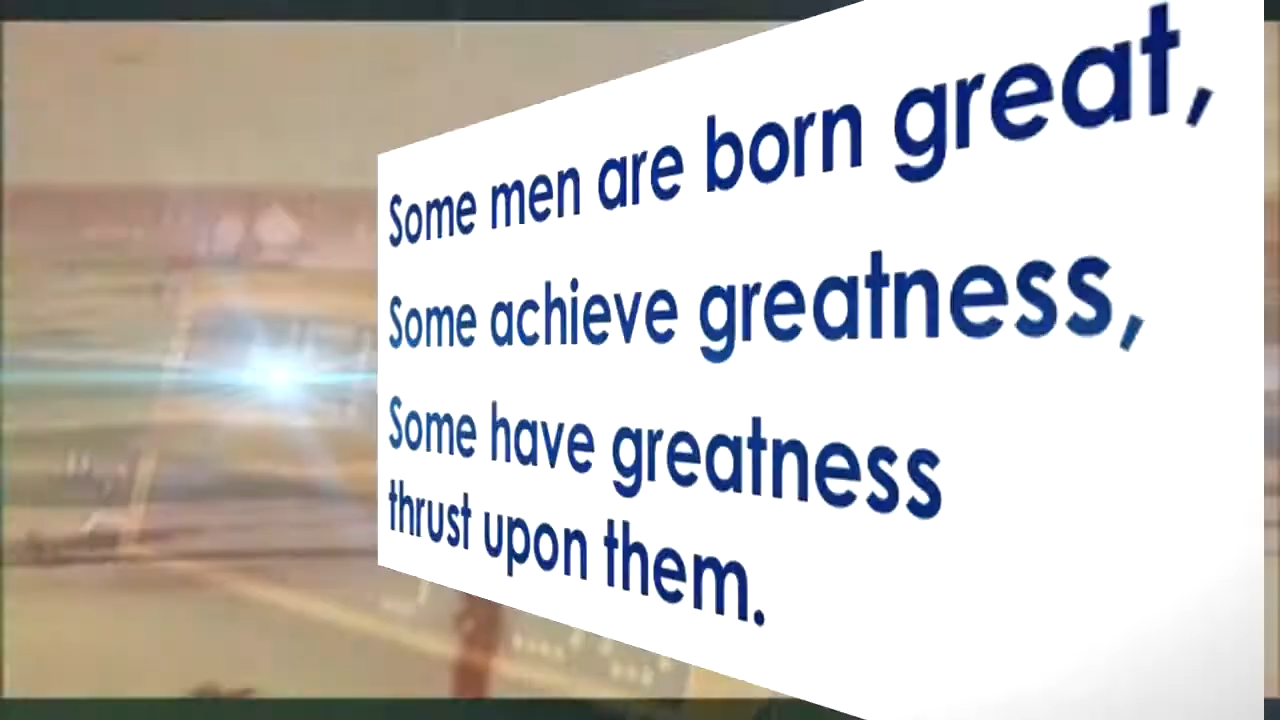 Some men are born great,
Some achieve greatness,
Some have greatness
thrust upon them.